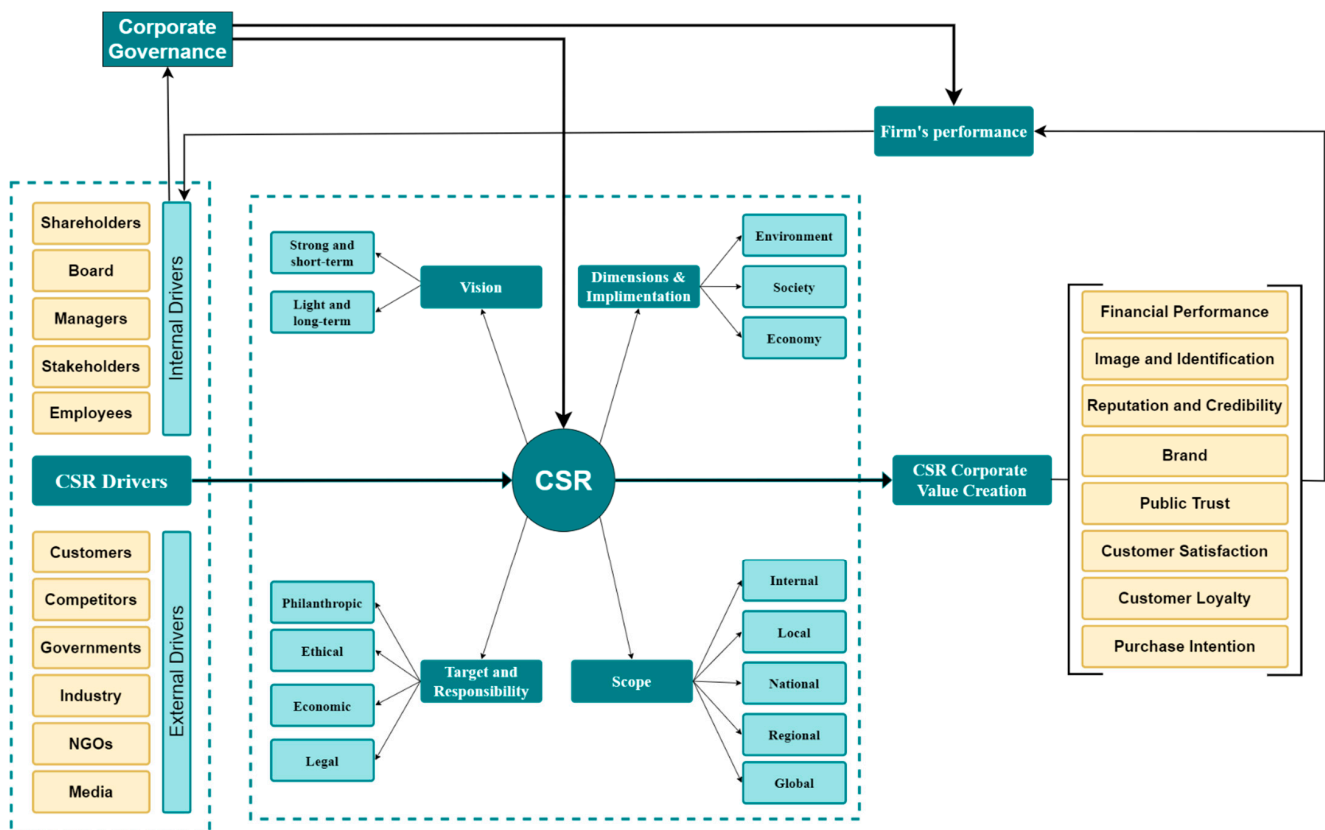 Corporate
Governance
Firm's performance
Shareholders
Board
Managers
Stakeholders
Employees
Internal Drivers
CSR Drivers
Customers
Competitors
Governments
Industry
NGOs
Media
External Drivers
Strong and
short-term
Light and
long-term
Vision
Dimensions &
Implimentation
Environment
Society
Economy
CSR
Philanthropic
Ethical
Economic
Legal
Target and
Responsibility
Scope
Internal
Local
National
Regional
Global
CSR Corporate
Value Creation
Financial Performance
Image and Identification
Reputation and Credibility
Brand
Public Trust
Customer Satisfaction
Customer Loyalty
Purchase Intention